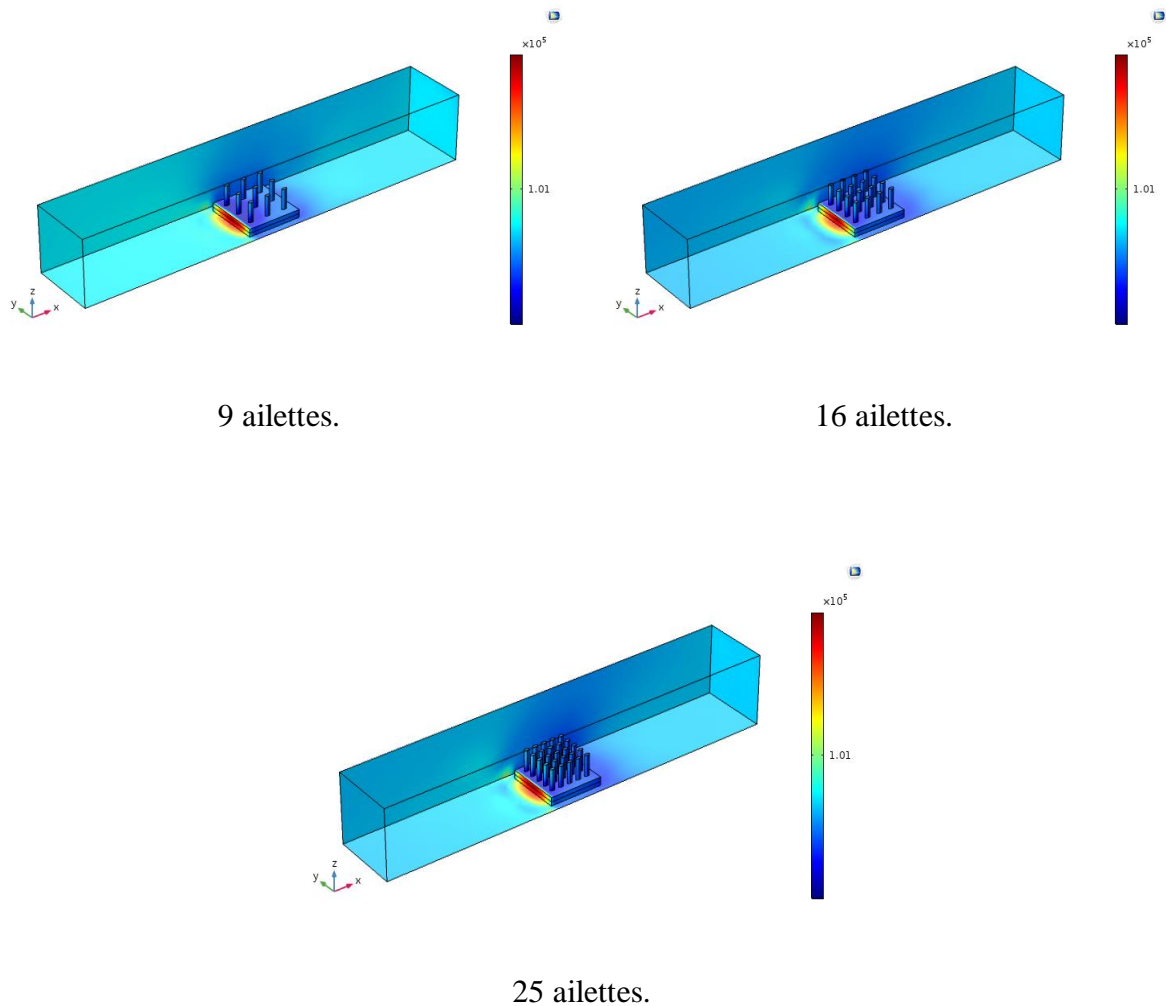 ×10⁵
1.01
y z x
9 ailettes.
×10⁵
1.01
y z x
16 ailettes.
×10⁵
1.01
y z x
25 ailettes.